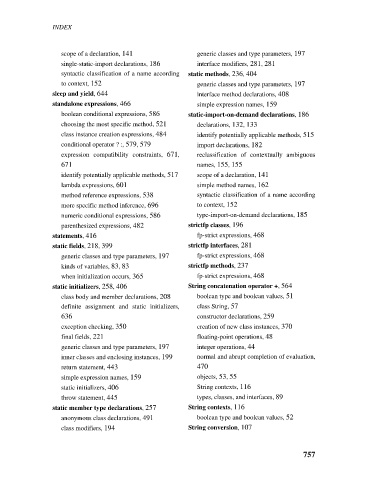 INDEX
scope of a declaration, 141
single-static-import declarations, 186
syntactic classification of a name according
to context, 152
sleep and yield, 644
standalone expressions, 466
boolean conditional expressions, 586
choosing the most specific method, 521
class instance creation expressions, 484
conditional operator ? :, 579, 579
expression compatibility constraints, 671,
671
identify potentially applicable methods, 517
lambda expressions, 601
method reference expressions, 538
more specific method inference, 696
numeric conditional expressions, 586
parenthesized expressions, 482
statements, 416
static fields, 218, 399
generic classes and type parameters, 197
kinds of variables, 83, 83
when initialization occurs, 365
static initializers, 258, 406
class body and member declarations, 208
definite assignment and static initializers,
636
exception checking, 350
final fields, 221
generic classes and type parameters, 197
inner classes and enclosing instances, 199
return statement, 443
simple expression names, 159
static initializers, 406
throw statement, 445
static member type declarations, 257
anonymous class declarations, 491
class modifiers, 194
generic classes and type parameters, 197
interface modifiers, 281, 281
static methods, 236, 404
generic classes and type parameters, 197
interface method declarations, 408
simple expression names, 159
static-import-on-demand declarations, 186
declarations, 132, 133
identify potentially applicable methods, 515
import declarations, 182
reclassification of contextually ambiguous
names, 155, 155
scope of a declaration, 141
simple method names, 162
syntactic classification of a name according
to context, 152
type-import-on-demand declarations, 185
strictfp classes, 196
fp-strict expressions, 468
strictfp interfaces, 281
fp-strict expressions, 468
strictfp methods, 237
fp-strict expressions, 468
String concatenation operator +, 564
boolean type and boolean values, 51
class String, 57
constructor declarations, 259
creation of new class instances, 370
floating-point operations, 48
integer operations, 44
normal and abrupt completion of evaluation,
470
objects, 53, 55
String contexts, 116
types, classes, and interfaces, 89
String contexts, 116
boolean type and boolean values, 52
String conversion, 107
757